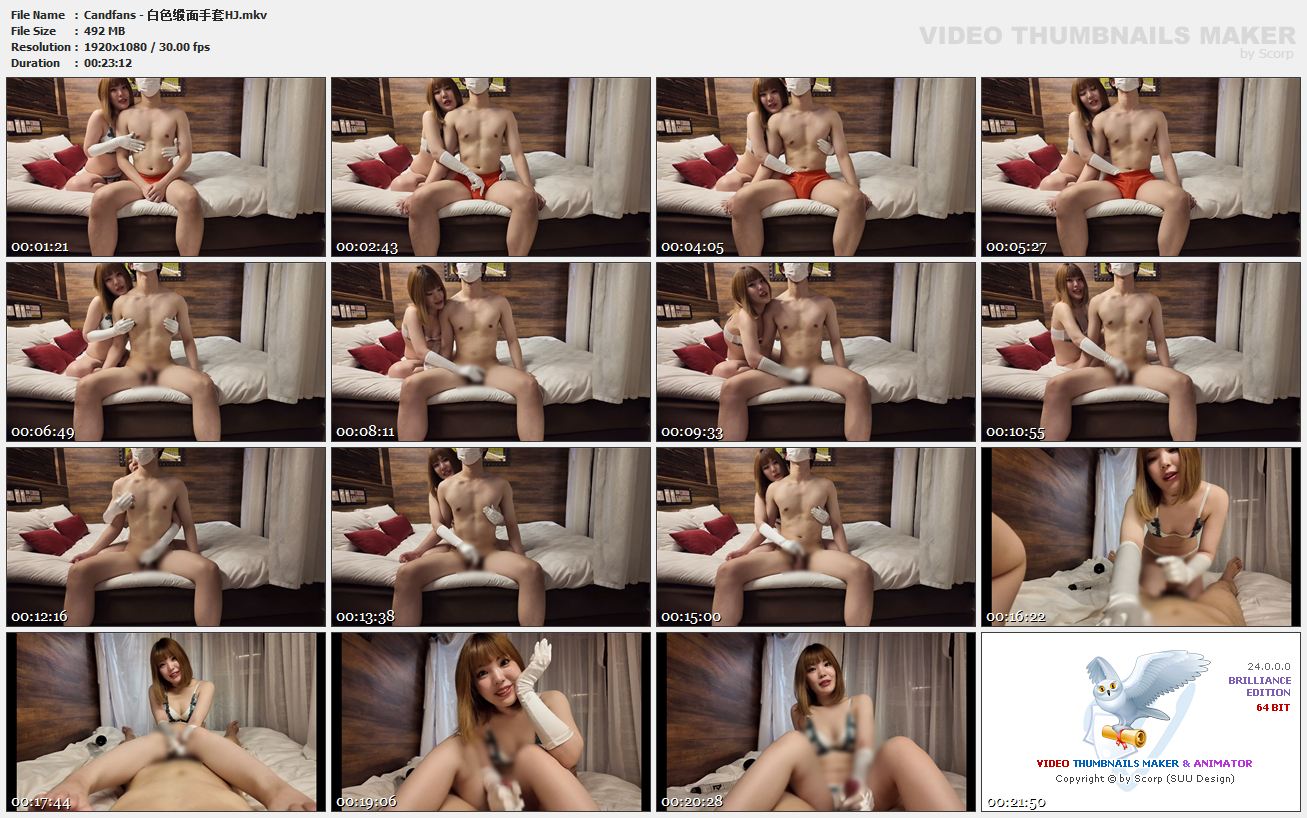 File Name : Candfans - 白色缎面手套HJ.mkv
File Size : 492 MB
Resolution : 1920x1080 / 30.00 fps
Duration : 00:23:12
VIDEO THUMBNAILS MAKER
by Scorp
00:01:21
00:02:43
00:04:05
00:05:27
00:06:49
00:08:11
00:09:33
00:10:55
00:12:16
00:13:38
00:15:00
00:16:22
00:17:44
00:19:06
00:20:28
24.0.0.0
BRILLIANCE
EDITION
64 BIT
VIDEO THUMBNAILS MAKER & ANIMATOR
Copyright © by Scorp (SUU Design)
00:21:50